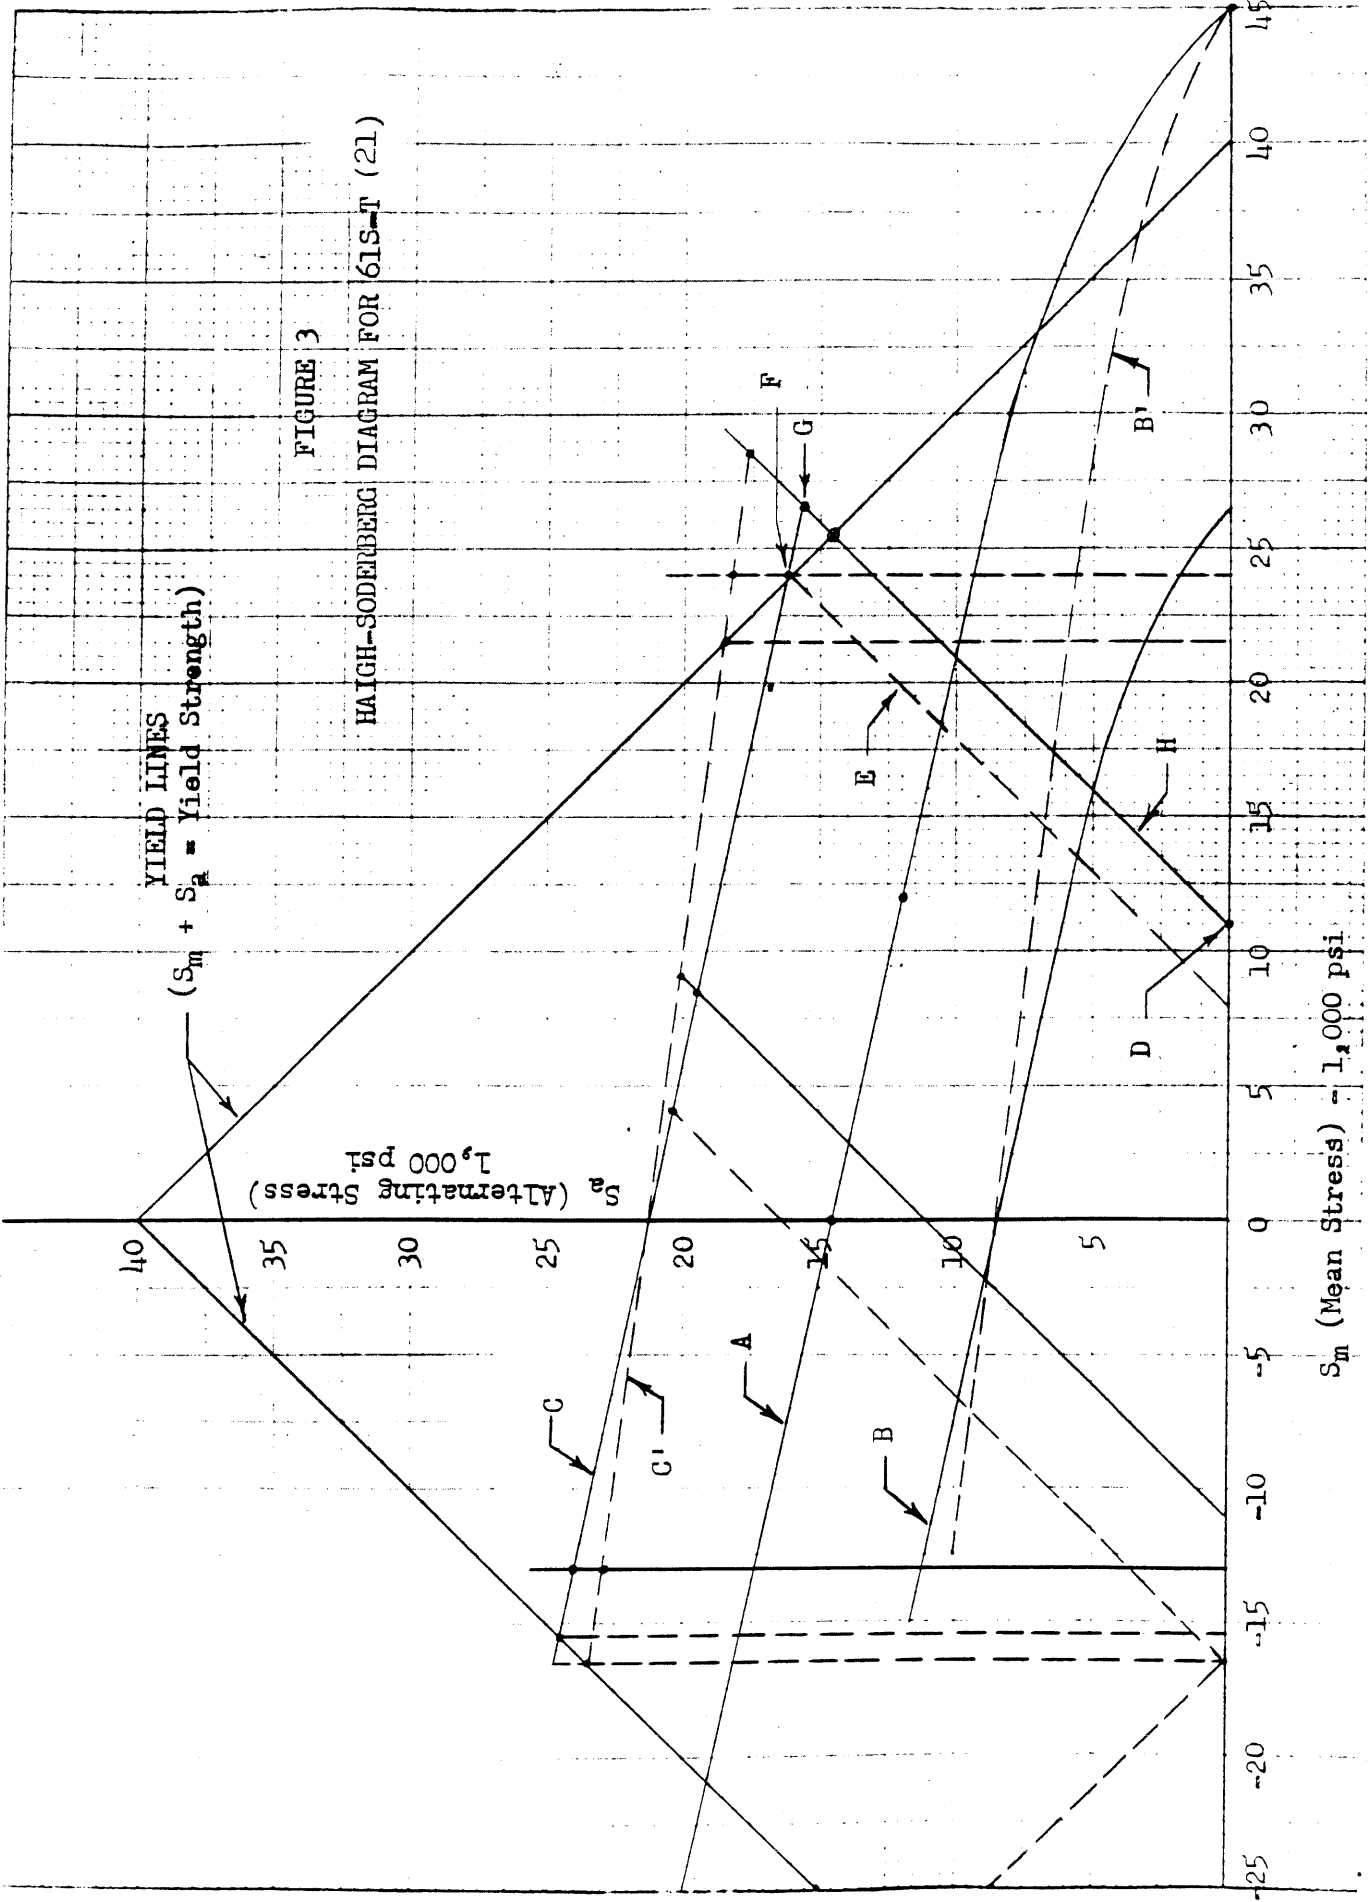 FIGURE 3
HAIGH-SODERBERG DIAGRAM FOR 61S-T (21)
YIELD LINES
(Sm + Sa = Yield Strength)
Sa (Alternating Stress)
1,000 psi
40
35
30
25
20
15
10
5
C
C'
A
B
D
E
F
G
H
B'
-25
-20
-15
-10
-5
0
5
10
15
20
25
30
35
40
45
Sm (Mean Stress) - 1,000 psi